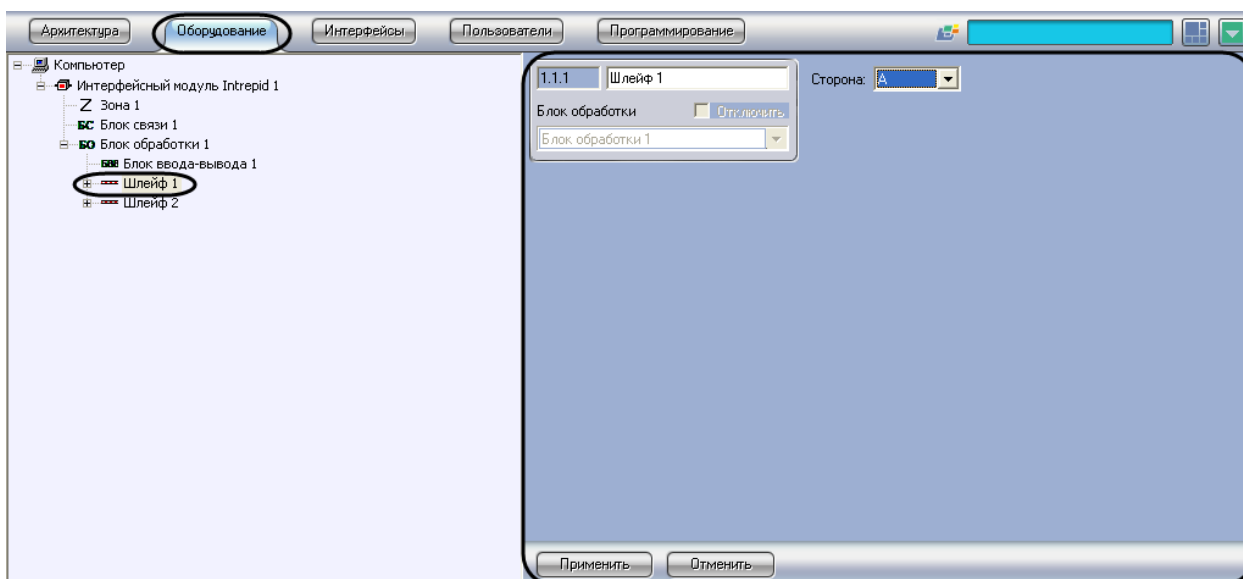 Архитектура Оборудование Интерфейсы Пользователи Программирование
Компьютер
Интерфейсный модуль Intrepid 1
Z Зона 1
БС Блок связи 1
БО Блок обработки 1
БВВ Блок ввода-вывода 1
Шлейф 1
Шлейф 2
1.1.1 Шлейф 1 Сторона: A
Блок обработки Отключить
Блок обработки 1
Применить Отменить